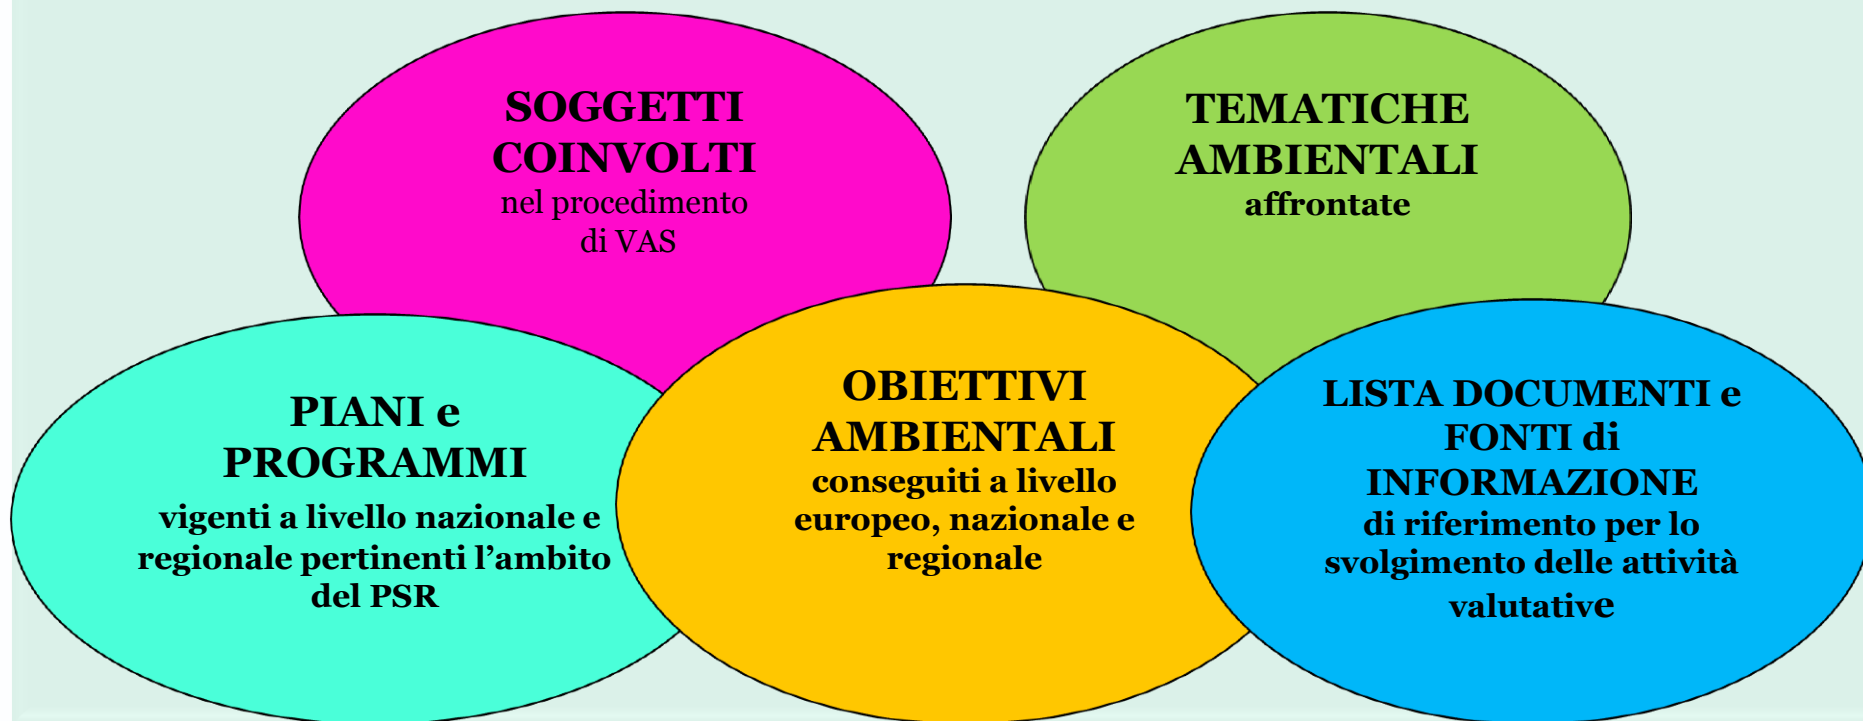 SOGGETTI
COINVOLTI
nel procedimento
di VAS
TEMATICHE
AMBIENTALI
affrontate
PIANI e
PROGRAMMI
vigenti a livello nazionale e
regionale pertinenti l’ambito
del PSR
OBIETTIVI
AMBIENTALI
conseguiti a livello
europeo, nazionale e
regionale
LISTA DOCUMENTI e
FONTI di
INFORMAZIONE
di riferimento per lo
svolgimento delle attività
valutative